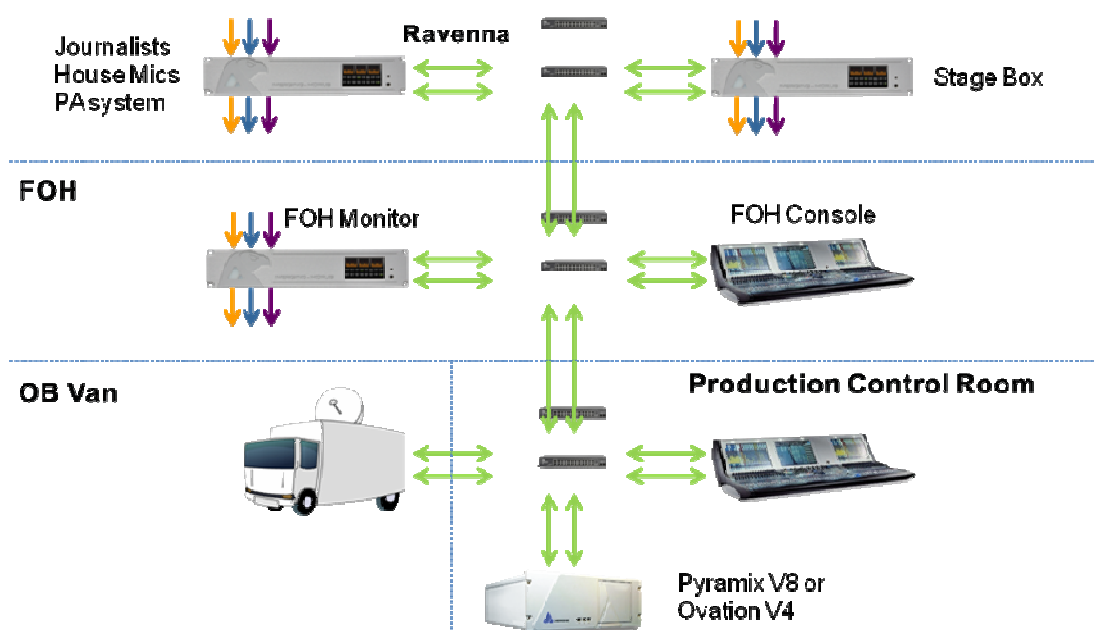 Ravenna
Journalists
House Mics
PA system
Stage Box
FOH
FOH Monitor
FOH Console
OB Van
Production Control Room
Pyramix V8 or
Ovation V4